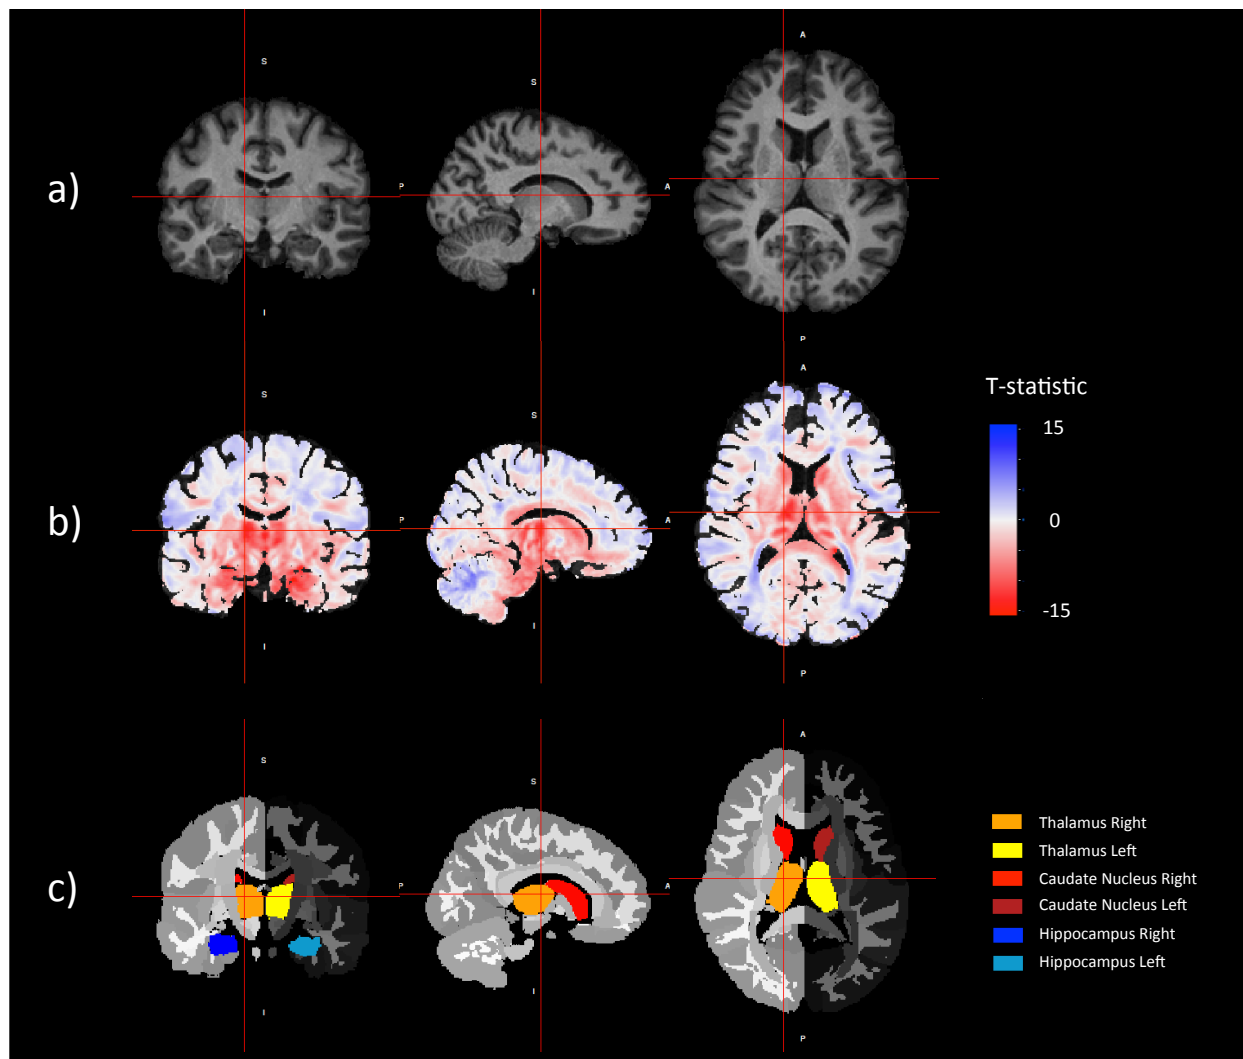 S
S
A
a)
P
A
I
I
P
A
T-statistic
S
S
15
b)
P
A
0
-15
I
I
P
A
S
S
Thalamus Right
Thalamus Left
c)
P
A
Caudate Nucleus Right
Caudate Nucleus Left
Hippocampus Right
Hippocampus Left
I
I
P